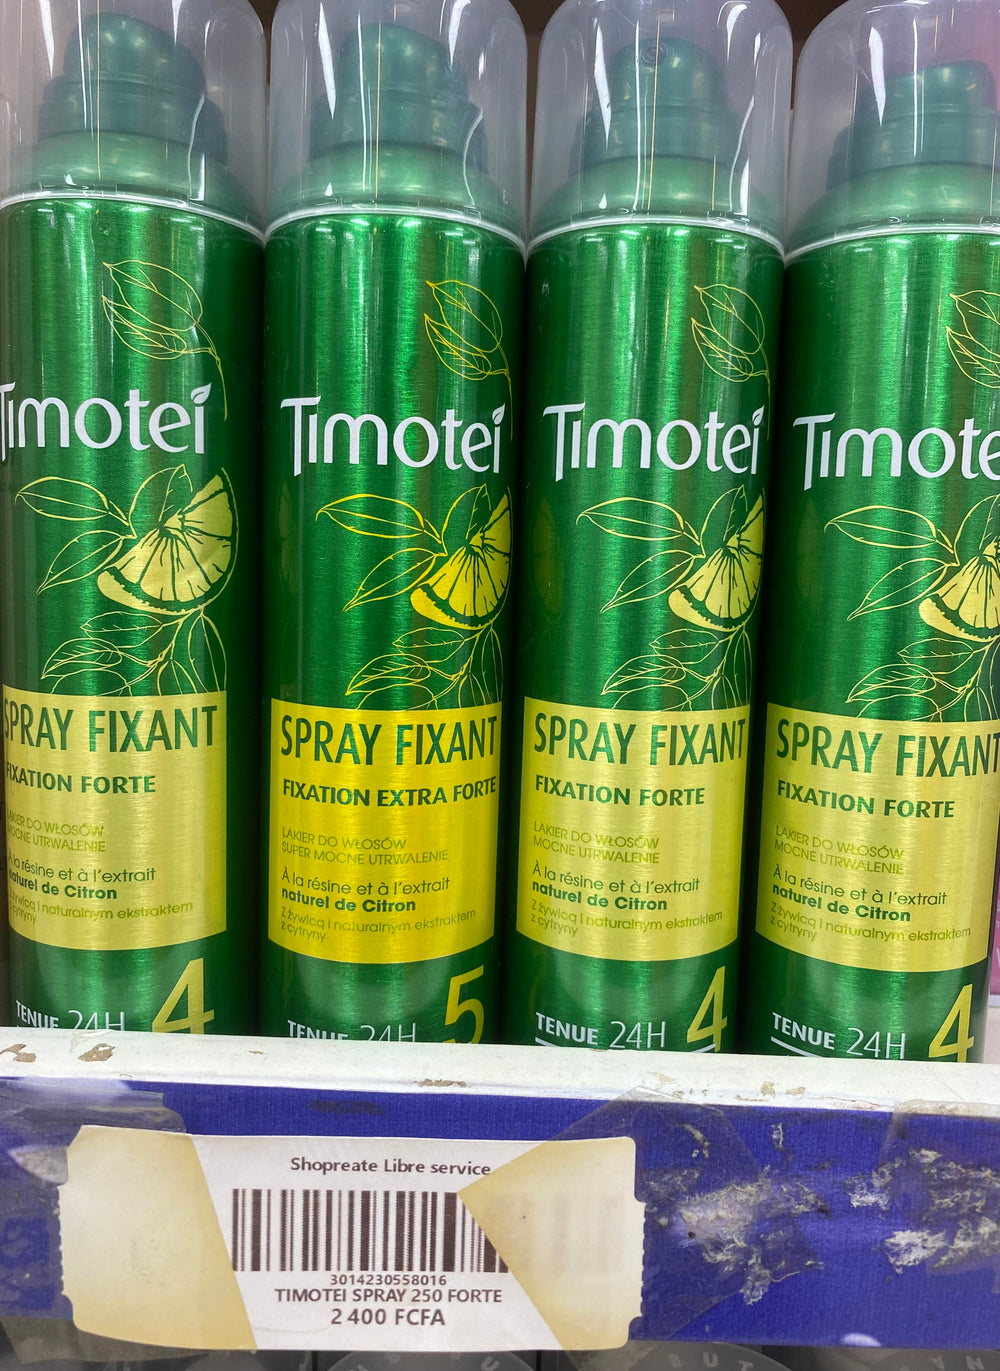 Timotei
SPRAY FIXANT
FIXATION FORTE
LAKIER DO WŁOSÓW
MOCNE UTRWALENIE
À la résine et à l'extrait
naturel de Citron
Z żywicą i naturalnym ekstraktem
z cytryny
TENUE 24H 4
Timotei
SPRAY FIXANT
FIXATION EXTRA FORTE
LAKIER DO WŁOSÓW
SUPER MOCNE UTRWALENIE
À la résine et à l'extrait
naturel de Citron
Z żywicą i naturalnym ekstraktem
z cytryny
TENUE 24H 5
Timotei
SPRAY FIXANT
FIXATION FORTE
LAKIER DO WŁOSÓW
MOCNE UTRWALENIE
À la résine et à l'extrait
naturel de Citron
Z żywicą i naturalnym ekstraktem
z cytryny
TENUE 24H 4
Timote
SPRAY FIXANT
FIXATION FORTE
LAKIER DO WŁOSÓW
MOCNE UTRWALENIE
À la résine et à l'extrait
naturel de Citron
Z żywicą i naturalnym ekstraktem
z cytryny
TENUE 24H 4
Shopreate Libre service
3014230558016
TIMOTEI SPRAY 250 FORTE
2 400 FCFA